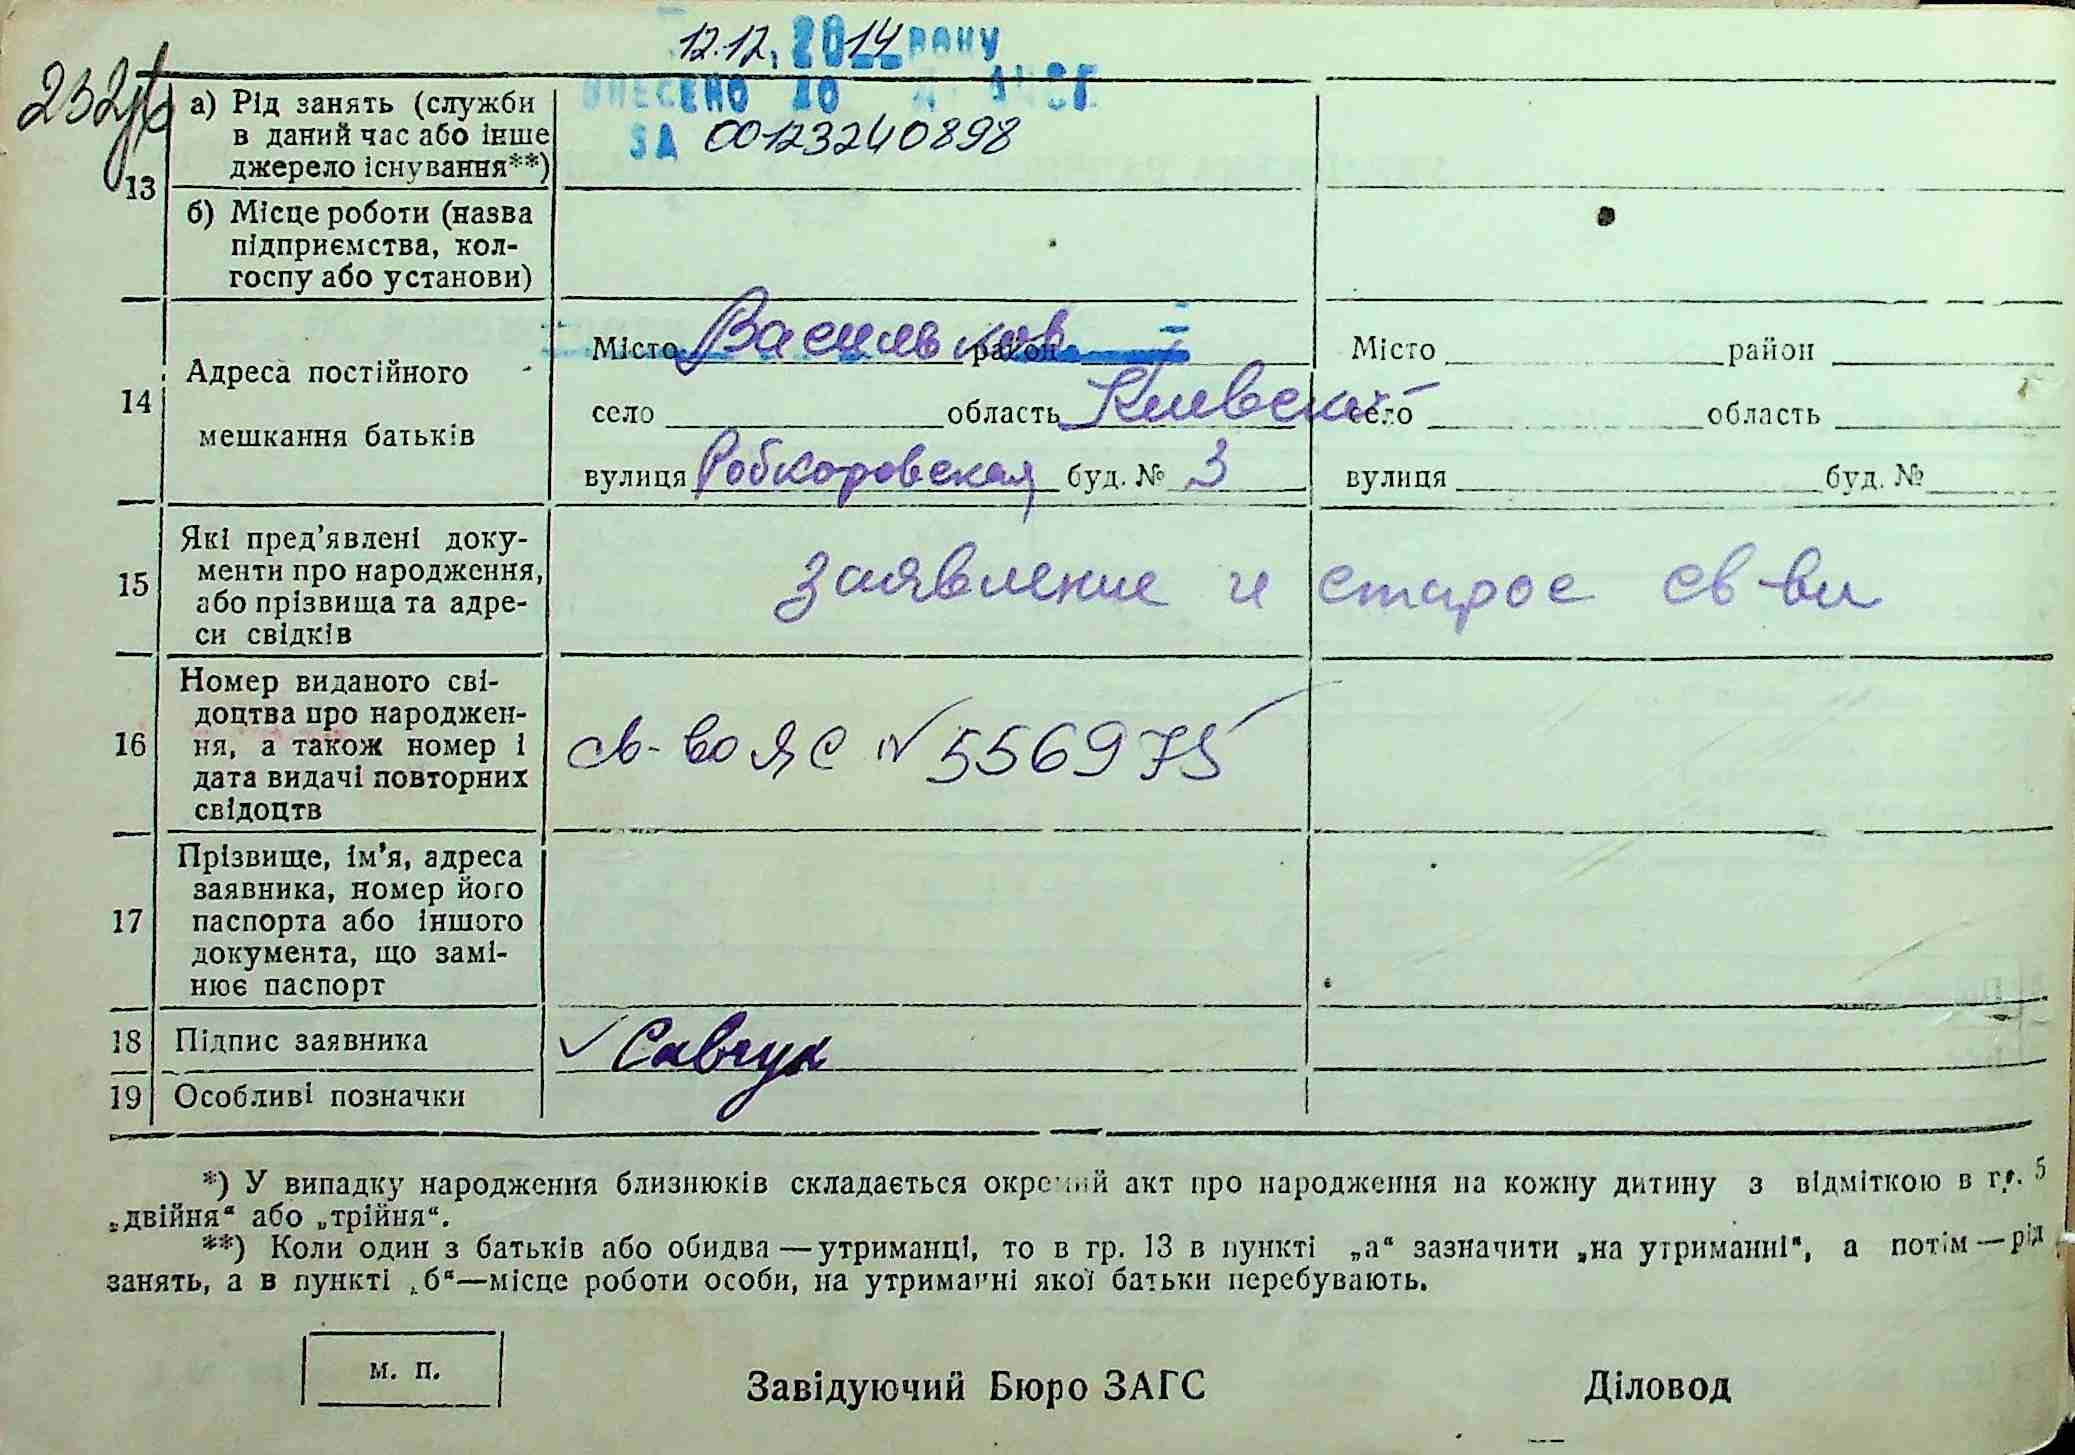 12.12.2014 року
232
ВНЕСЕНО ДО
ЗА 00123240898
13
а) Рід занять (служби
в даний час або інше
джерело існування**)
б) Місце роботи (назва
підприємства, кол-
госпу або установи)
14
Адреса постійного
мешкання батьків
Місто Васильков район
село область Киевская
вулиця Робкоровская буд. № 3
Місто район
село область
вулиця буд. №
15
Які пред’явлені доку-
менти про народження,
або прізвища та адре-
си свідків
заявление и старое св-ви
16
Номер виданого сві-
доцтва про народжен-
ня, а також номер і
дата видачі повторних
свідоцтв
св-во ЯС № 556975
17
Прізвище, ім’я, адреса
заявника, номер його
паспорта або іншого
документа, що замі-
нює паспорт
18 Підпис заявника
Савчук
19 Особливі позначки
*) У випадку народження близнюків складається окремий акт про народження на кожну дитину з відміткою в гр. 5
„двійня“ або „трійня“.
**) Коли один з батьків або обидва — утриманці, то в гр. 13 в пункті „а“ зазначити „на утриманні“, а потім — рід
занять, а в пункті „б“—місце роботи особи, на утриманні якої батьки перебувають.
м. п.
Завідуючий Бюро ЗАГС
Діловод